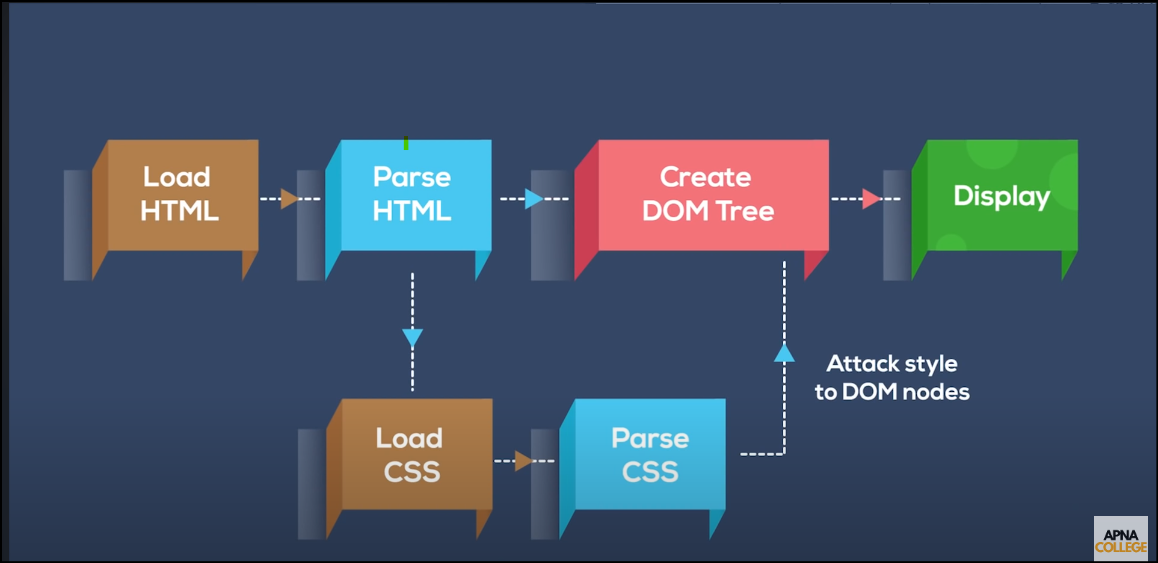 Load
HTML
Parse
HTML
Create
DOM Tree
Display
Attack style
to DOM nodes
Load
CSS
Parse
CSS
APNA
COLLEGE